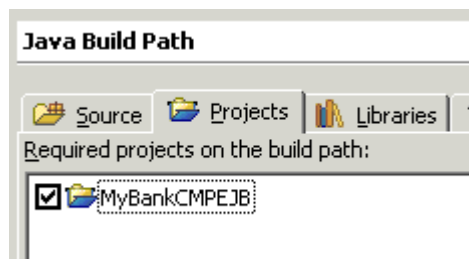 Java Build Path
Source Projects Libraries
Required projects on the build path:
MyBankCMPEJB